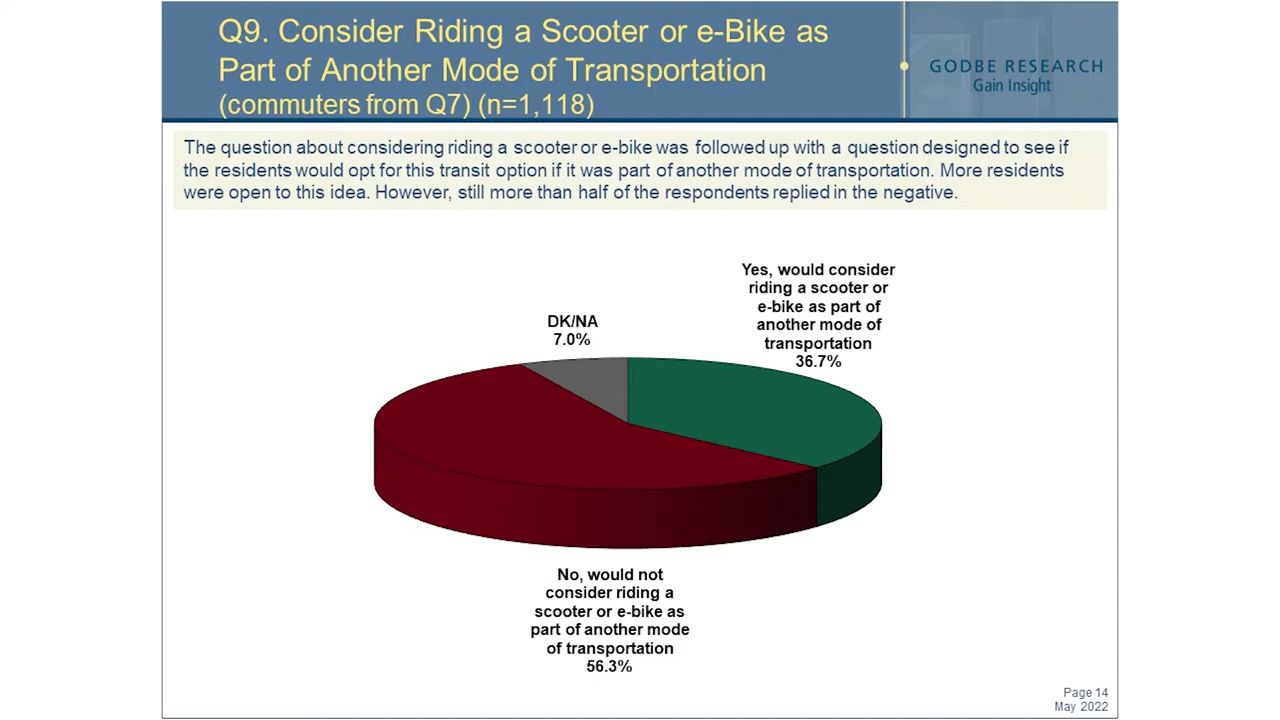 Q9. Consider Riding a Scooter or e-Bike as
Part of Another Mode of Transportation
(commuters from Q7) (n=1,118)
GODBE RESEARCH
Gain Insight
The question about considering riding a scooter or e-bike was followed up with a question designed to see if
the residents would opt for this transit option if it was part of another mode of transportation. More residents
were open to this idea. However, still more than half of the respondents replied in the negative.
Yes, would consider
riding a scooter or
e-bike as part of
another mode of
transportation
36.7%
DK/NA
7.0%
No, would not
consider riding a
scooter or e-bike as
part of another mode
of transportation
56.3%
Page 14
May 2022